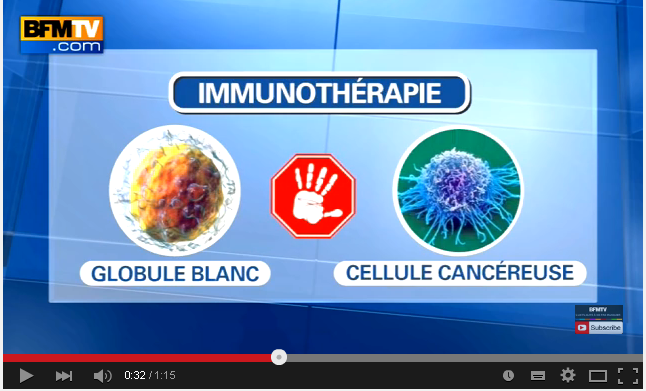 BFMTV
.com
IMMUNOTHÉRAPIE
GLOBULE BLANC
CELLULE CANCÉREUSE
BFMTV
Subscribe
0:32 / 1:15